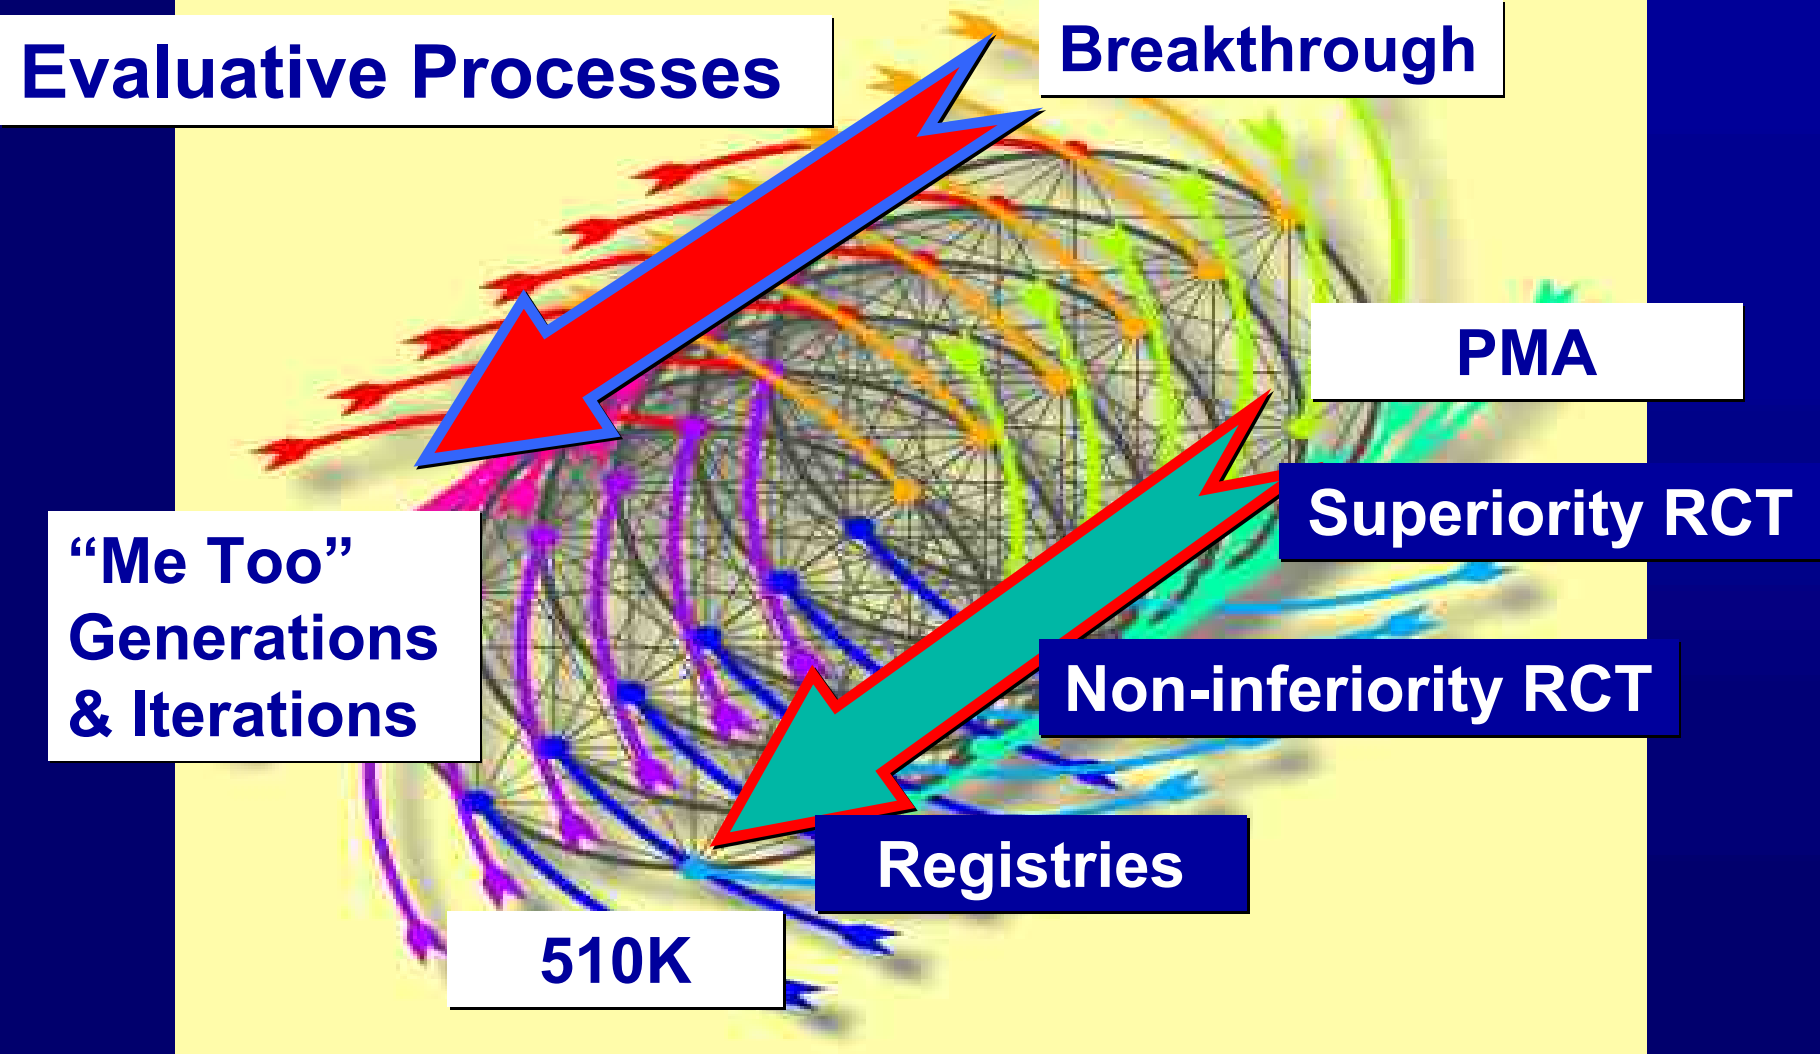 Evaluative Processes
Breakthrough
PMA
Superiority RCT
“Me Too”
Generations
& Iterations
Non-inferiority RCT
Registries
510K